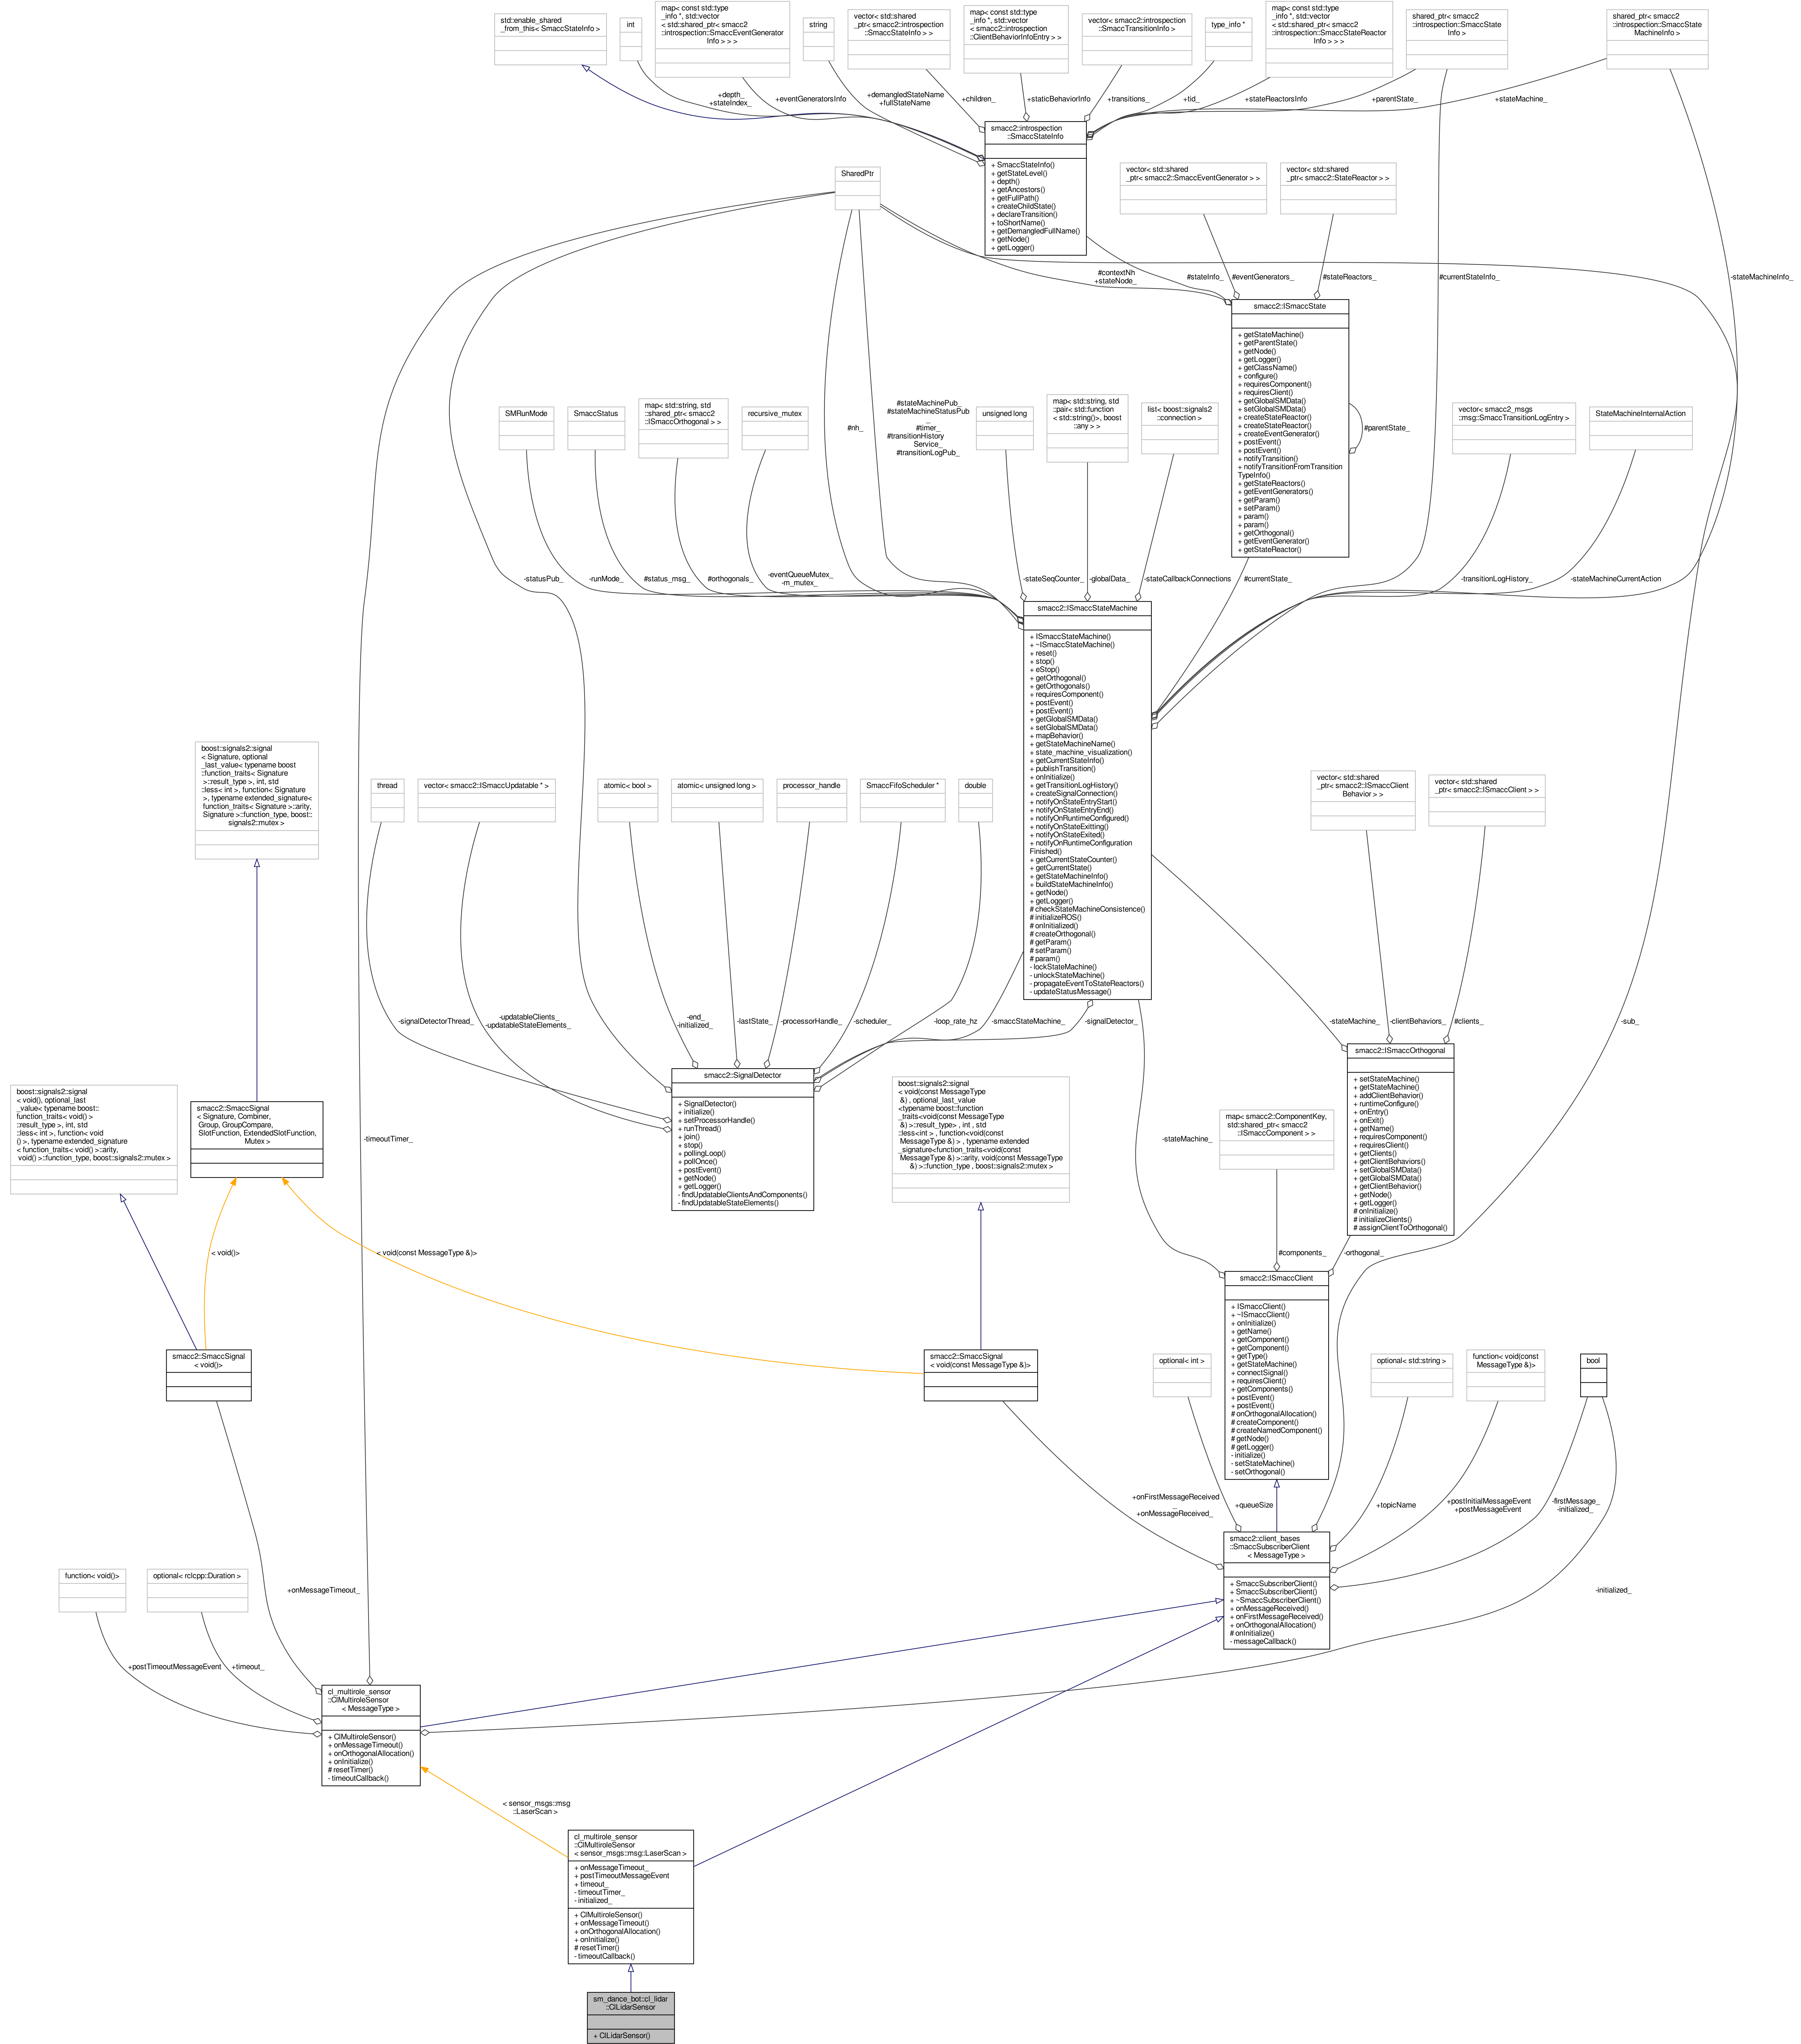 std::enable_shared
_from_this< SmaccStateInfo >
int
map< const std::type
_info *, std::vector
< std::shared_ptr< smacc2
::introspection::SmaccEventGenerator
Info > > >
string
vector< std::shared
_ptr< smacc2::introspection
::SmaccStateInfo > >
map< const std::type
_info *, std::vector
< smacc2::introspection
::ClientBehaviorInfoEntry > >
vector< smacc2::introspection
::SmaccTransitionInfo >
type_info *
map< const std::type
_info *, std::vector
< std::shared_ptr< smacc2
::introspection::SmaccStateReactor
Info > > >
shared_ptr< smacc2
::introspection::SmaccState
Info >
shared_ptr< smacc2
::introspection::SmaccState
MachineInfo >
+depth_
+stateIndex_
+eventGeneratorsInfo
+demangledStateName
+fullStateName
+children_
+staticBehaviorInfo
+transitions_
+tid_
+stateReactorsInfo
+parentState_
+stateMachine_
smacc2::introspection
::SmaccStateInfo
+ SmaccStateInfo()
+ getStateLevel()
+ depth()
+ getAncestors()
+ getFullPath()
+ createChildState()
+ declareTransition()
+ toShortName()
+ getDemangledFullName()
+ getNode()
+ getLogger()
SharedPtr
vector< std::shared
_ptr< smacc2::SmaccEventGenerator > >
vector< std::shared
_ptr< smacc2::StateReactor > >
#contextNh
+stateNode_
#stateInfo_
#eventGenerators_
#stateReactors_
#currentStateInfo_
-stateMachineInfo_
smacc2::ISmaccState
+ getStateMachine()
+ getParentState()
+ getNode()
+ getLogger()
+ getClassName()
+ configure()
+ requiresComponent()
+ requiresClient()
+ getGlobalSMData()
+ setGlobalSMData()
+ createStateReactor()
+ createStateReactor()
+ createEventGenerator()
+ postEvent()
+ postEvent()
+ notifyTransition()
+ notifyTransitionFromTransition
TypeInfo()
+ getStateReactors()
+ getEventGenerators()
+ getParam()
+ setParam()
+ param()
+ param()
+ getOrthogonal()
+ getEventGenerator()
+ getStateReactor()
#parentState_
SMRunMode
SmaccStatus
map< std::string, std
::shared_ptr< smacc2
::ISmaccOrthogonal > >
recursive_mutex
#nh_
#stateMachinePub_
#stateMachineStatusPub
_
#timer_
#transitionHistory
Service_
#transitionLogPub_
unsigned long
map< std::string, std
::pair< std::function
< std::string()>, boost
::any > >
list< boost::signals2
::connection >
vector< smacc2_msgs
::msg::SmaccTransitionLogEntry >
StateMachineInternalAction
-statusPub_
-runMode_
#status_msg_
#orthogonals_
-eventQueueMutex_
-m_mutex_
-stateSeqCounter_
-globalData_
-stateCallbackConnections
#currentState_
-transitionLogHistory_
-stateMachineCurrentAction
smacc2::ISmaccStateMachine
+ ISmaccStateMachine()
+ ~ISmaccStateMachine()
+ reset()
+ stop()
+ eStop()
+ getOrthogonal()
+ getOrthogonals()
+ requiresComponent()
+ postEvent()
+ postEvent()
+ getGlobalSMData()
+ setGlobalSMData()
+ mapBehavior()
+ getStateMachineName()
+ state_machine_visualization()
+ getCurrentStateInfo()
+ publishTransition()
+ onInitialize()
+ getTransitionLogHistory()
+ createSignalConnection()
+ notifyOnStateEntryStart()
+ notifyOnStateEntryEnd()
+ notifyOnRuntimeConfigured()
+ notifyOnStateExitting()
+ notifyOnStateExited()
+ notifyOnRuntimeConfiguration
Finished()
+ getCurrentStateCounter()
+ getCurrentState()
+ getStateMachineInfo()
+ buildStateMachineInfo()
+ getNode()
+ getLogger()
# checkStateMachineConsistence()
# initializeROS()
# onInitialized()
# createOrthogonal()
# getParam()
# setParam()
# param()
- lockStateMachine()
- unlockStateMachine()
- propagateEventToStateReactors()
- updateStatusMessage()
boost::signals2::signal
< Signature, optional
_last_value< typename boost
::function_traits< Signature
>::result_type >, int, std
::less< int >, function< Signature
>, typename extended_signature<
function_traits< Signature >::arity,
Signature >::function_type, boost::
signals2::mutex >
thread
vector< smacc2::ISmaccUpdatable * >
atomic< bool >
atomic< unsigned long >
processor_handle
SmaccFifoScheduler *
double
vector< std::shared
_ptr< smacc2::ISmaccClient
Behavior > >
vector< std::shared
_ptr< smacc2::ISmaccClient > >
-signalDetectorThread_
-updatableClients_
-updatableStateElements_
-end_
-initialized_
-lastState_
-processorHandle_
-scheduler_
-loop_rate_hz
-smaccStateMachine_
-signalDetector_
-stateMachine_
-clientBehaviors_
#clients_
-sub_
smacc2::SignalDetector
+ SignalDetector()
+ initialize()
+ setProcessorHandle()
+ runThread()
+ join()
+ stop()
+ pollingLoop()
+ pollOnce()
+ postEvent()
+ getNode()
+ getLogger()
- findUpdatableClientsAndComponents()
- findUpdatableStateElements()
smacc2::ISmaccOrthogonal
+ setStateMachine()
+ getStateMachine()
+ addClientBehavior()
+ runtimeConfigure()
+ onEntry()
+ onExit()
+ getName()
+ requiresComponent()
+ requiresClient()
+ getClients()
+ getClientBehaviors()
+ setGlobalSMData()
+ getGlobalSMData()
+ getClientBehavior()
+ getNode()
+ getLogger()
# onInitialize()
# initializeClients()
# assignClientToOrthogonal()
boost::signals2::signal
< void(), optional_last
_value< typename boost::
function_traits< void() >
::result_type >, int, std
::less< int >, function< void
() >, typename extended_signature
< function_traits< void() >::arity,
void() >::function_type, boost::signals2::mutex >
smacc2::SmaccSignal
< Signature, Combiner,
Group, GroupCompare,
SlotFunction, ExtendedSlotFunction,
Mutex >
-timeoutTimer_
boost::signals2::signal
< void(const MessageType
&) , optional_last_value
<typename boost::function
_traits<void(const MessageType
&) >::result_type> , int , std
::less<int > , function<void(const
MessageType &) > , typename extended
_signature<function_traits<void(const
MessageType &) >::arity, void(const MessageType
&) >::function_type , boost::signals2::mutex >
map< smacc2::ComponentKey,
std::shared_ptr< smacc2
::ISmaccComponent > >
-stateMachine_
#components_
-orthogonal_
< void()>
< void(const MessageType &)>
smacc2::ISmaccClient
+ ISmaccClient()
+ ~ISmaccClient()
+ onInitialize()
+ getName()
+ getComponent()
+ getComponent()
+ getType()
+ getStateMachine()
+ connectSignal()
+ requiresClient()
+ getComponents()
+ postEvent()
+ postEvent()
# onOrthogonalAllocation()
# createComponent()
# createNamedComponent()
# getNode()
# getLogger()
- initialize()
- setStateMachine()
- setOrthogonal()
smacc2::SmaccSignal
< void()>
smacc2::SmaccSignal
< void(const MessageType &)>
optional< int >
optional< std::string >
function< void(const
MessageType &)>
bool
+onFirstMessageReceived
_
+onMessageReceived_
+queueSize
+topicName
+postInitialMessageEvent
+postMessageEvent
-firstMessage_
-initialized_
smacc2::client_bases
::SmaccSubscriberClient
< MessageType >
+ SmaccSubscriberClient()
+ SmaccSubscriberClient()
+ ~SmaccSubscriberClient()
+ onMessageReceived()
+ onFirstMessageReceived()
+ onOrthogonalAllocation()
# onInitialize()
- messageCallback()
function< void()>
optional< rclcpp::Duration >
+onMessageTimeout_
-initialized_
+postTimeoutMessageEvent
+timeout_
cl_multirole_sensor
::ClMultiroleSensor
< MessageType >
+ ClMultiroleSensor()
+ onMessageTimeout()
+ onOrthogonalAllocation()
+ onInitialize()
# resetTimer()
- timeoutCallback()
< sensor_msgs::msg
::LaserScan >
cl_multirole_sensor
::ClMultiroleSensor
< sensor_msgs::msg::LaserScan >
+ onMessageTimeout_
+ postTimeoutMessageEvent
+ timeout_
- timeoutTimer_
- initialized_
+ ClMultiroleSensor()
+ onMessageTimeout()
+ onOrthogonalAllocation()
+ onInitialize()
# resetTimer()
- timeoutCallback()
sm_dance_bot::cl_lidar
::ClLidarSensor
+ ClLidarSensor()